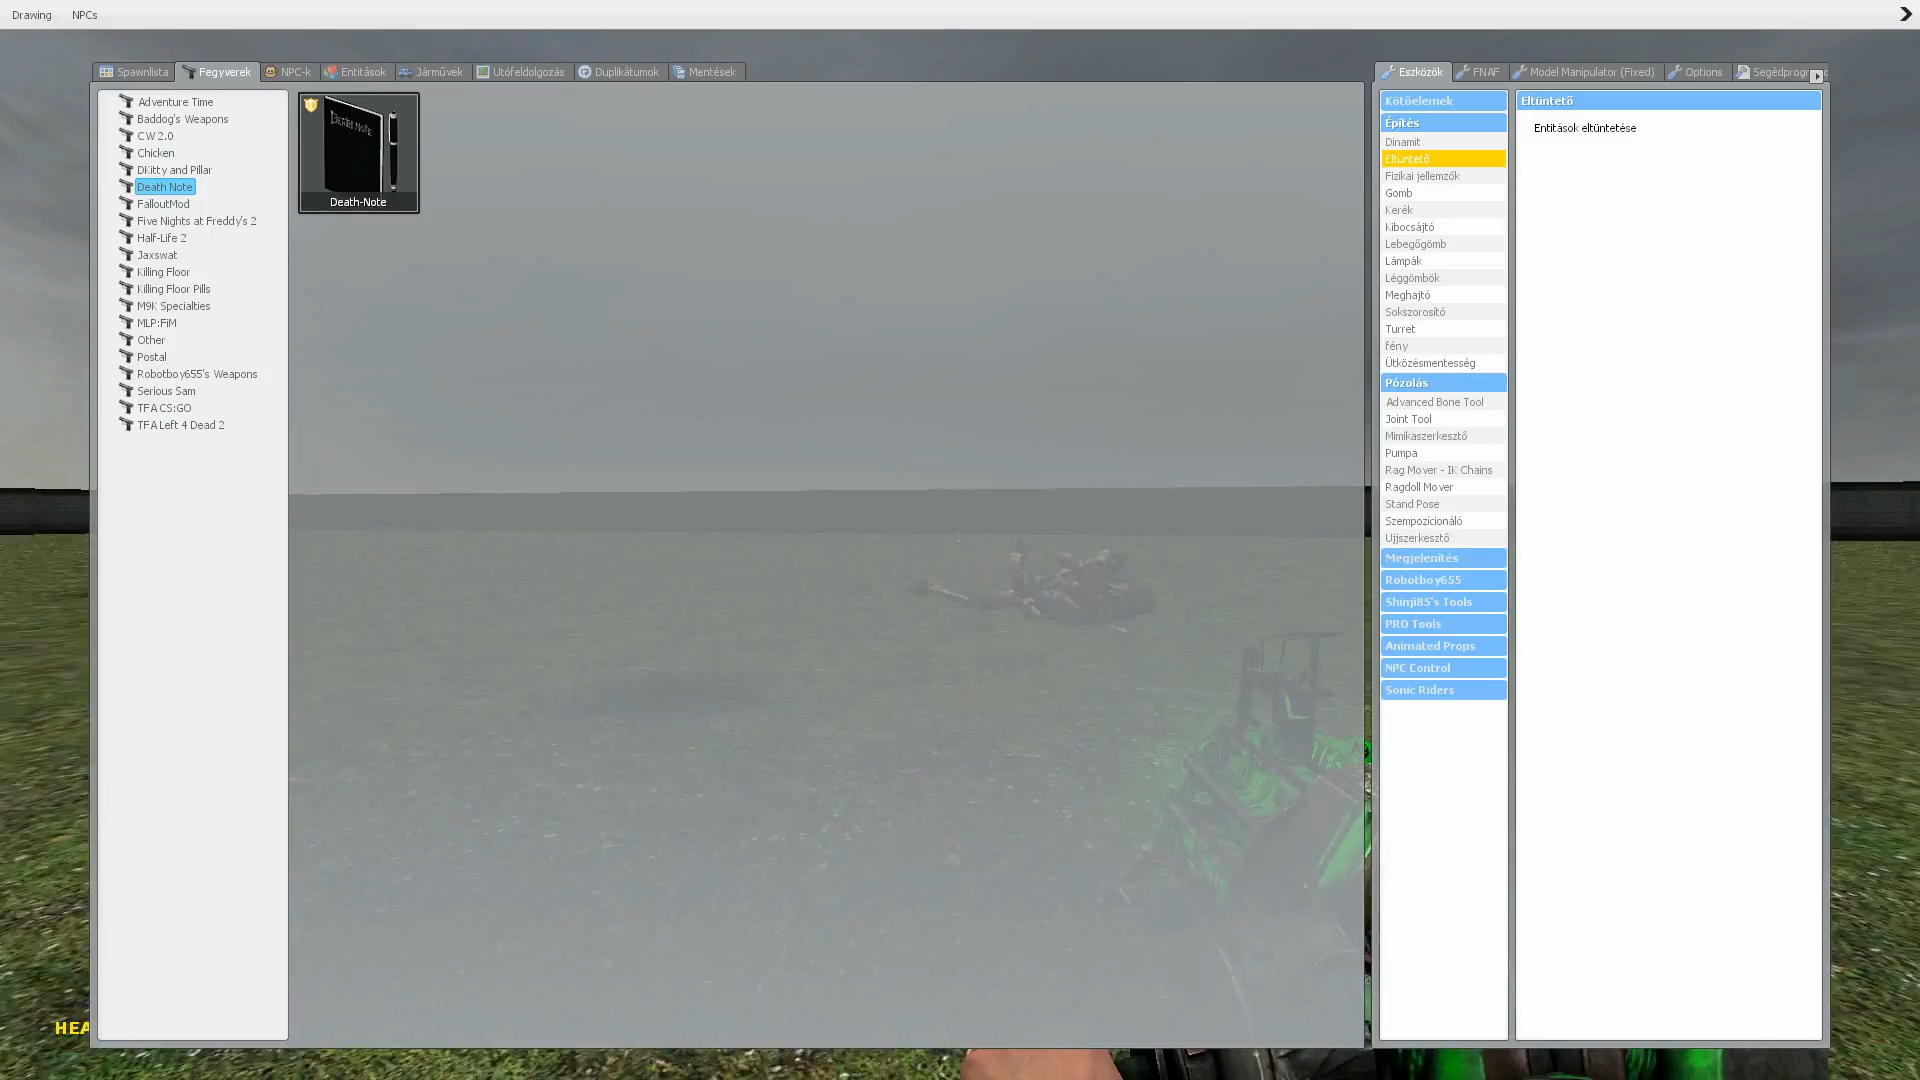 Drawing NPCs
Spawnlista Fegyverek NPC-k Entitások Járművek Utófeldolgozás Duplikátumok Mentések
Eszközök FNAF Model Manipulator (Fixed) Options
Adventure Time
Baddog's Weapons
CW 2.0
Chicken
DKitty and Pillar
Death Note
FalloutMod
Five Nights at Freddy's 2
Half-Life 2
Jaxswat
Killing Floor
Killing Floor Pills
M9K Specialties
MLP:FiM
Other
Postal
Robotboy655's Weapons
Serious Sam
TFA CS:GO
TFA Left 4 Dead 2
Death Note
Death-Note
Kötőelemek
Építés
Dinamit
Eltüntető
Fizikai jellemzők
Gomb
Kerék
Kibocsájtó
Lebegőgömb
Lámpák
Léggömbök
Meghajtó
Sokszorosító
Turret
fény
Ütközésmentesség
Pózolás
Advanced Bone Tool
Joint Tool
Mimikaszerkesztő
Pumpa
Rag Mover - IK Chains
Ragdoll Mover
Stand Pose
Szempozícionáló
Ujjszerkesztő
Megjelenítés
Robotboy655
Shinji85's Tools
PRO Tools
Animated Props
NPC Control
Sonic Riders
Eltüntető
Entitások eltüntetése
HEA